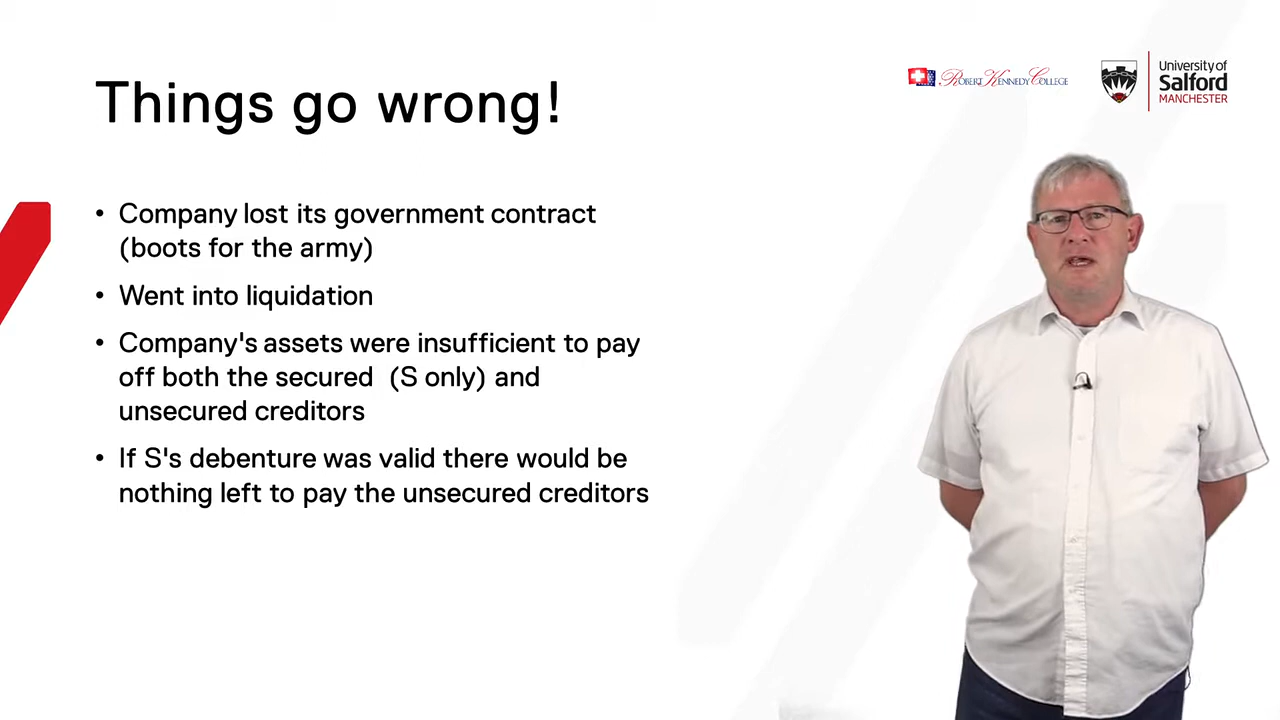 Things go wrong!
ROBERT KENNEDY COLLEGE
University of
Salford
MANCHESTER
• Company lost its government contract
(boots for the army)
• Went into liquidation
• Company's assets were insufficient to pay
off both the secured (S only) and
unsecured creditors
• If S's debenture was valid there would be
nothing left to pay the unsecured creditors